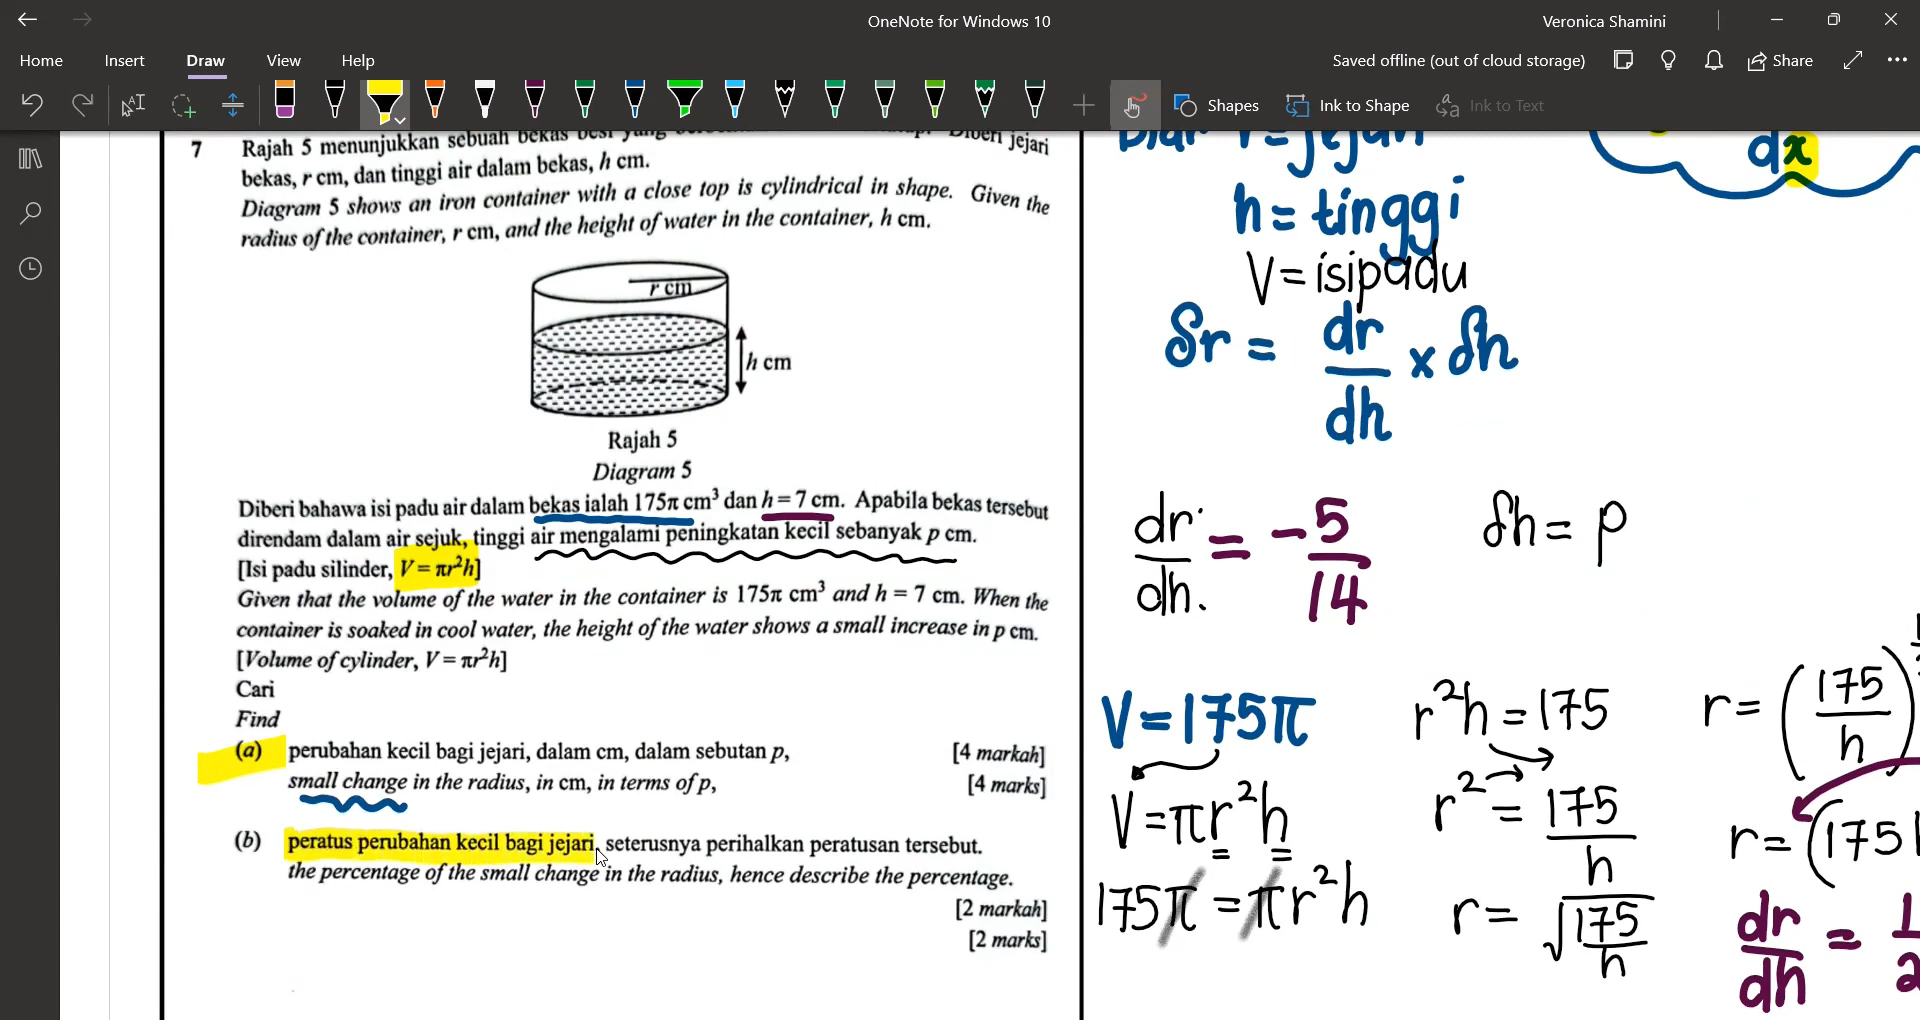 OneNote for Windows 10
Veronica Shamini
Home Insert Draw View Help
Saved offline (out of cloud storage)
Share
Shapes
Ink to Shape
Ink to Text
7 Rajah 5 menunjukkan sebuah bekas besi yang Diberi jejari
bekas, r cm, dan tinggi air dalam bekas, h cm.
Diagram 5 shows an iron container with a close top is cylindrical in shape. Given the
radius of the container, r cm, and the height of water in the container, h cm.
r cm
h cm
Rajah 5
Diagram 5
Diberi bahawa isi padu air dalam bekas ialah 175π cm³ dan h = 7 cm. Apabila bekas tersebut
direndam dalam air sejuk, tinggi air mengalami peningkatan kecil sebanyak p cm.
[Isi padu silinder, V = πr²h]
Given that the volume of the water in the container is 175π cm³ and h = 7 cm. When the
container is soaked in cool water, the height of the water shows a small increase in p cm.
[Volume of cylinder, V = πr²h]
Cari
Find
(a) perubahan kecil bagi jejari, dalam cm, dalam sebutan p, [4 markah]
small change in the radius, in cm, in terms of p, [4 marks]
(b) peratus perubahan kecil bagi jejari, seterusnya perihalkan peratusan tersebut.
the percentage of the small change in the radius, hence describe the percentage.
[2 markah]
[2 marks]
r = jejari
dx
h = tinggi
V = isipadu
δr = dr/dh × δh
dr/dh = -5/14
δh = p
V = 175π
V = πr²h
175π = πr²h
r²h = 175
r² = 175/h
r = √175/h
r = (175/h)
r = (175
dr/dh = 1/2